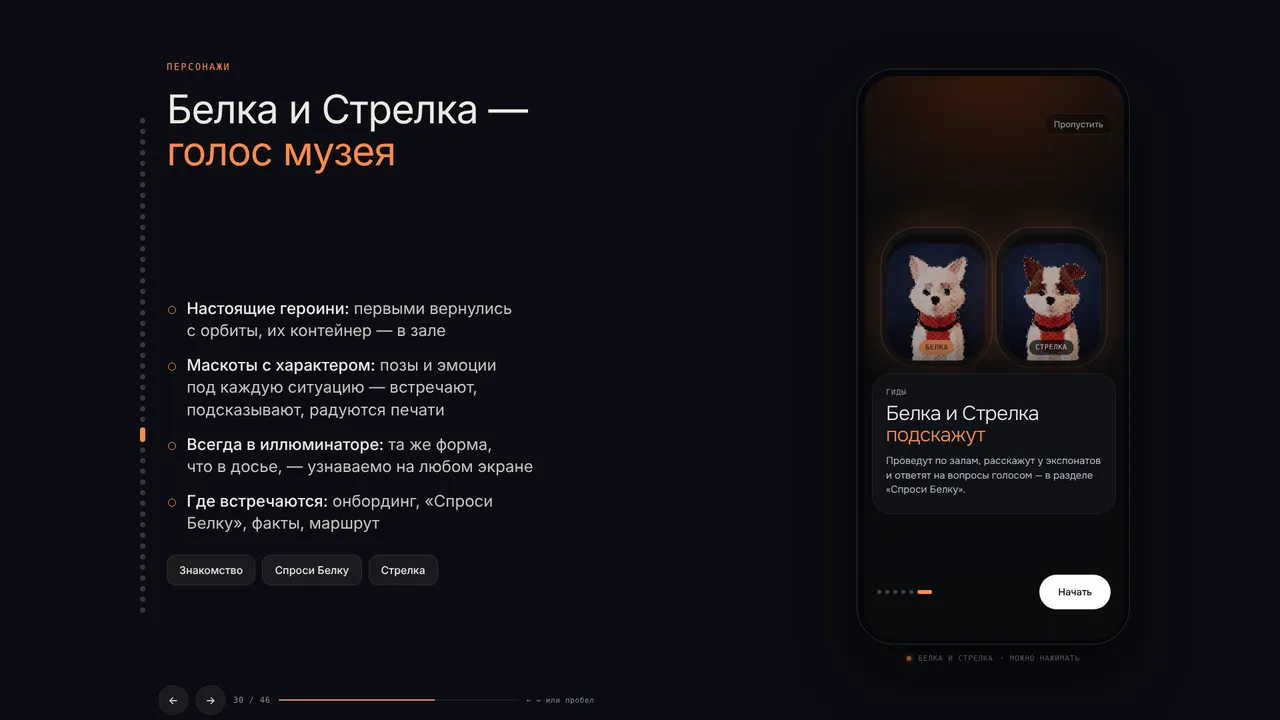 ПЕРСОНАЖИ
Белка и Стрелка —
голос музея
Настоящие героини: первыми вернулись
с орбиты, их контейнер — в зале
Маскоты с характером: позы и эмоции
под каждую ситуацию — встречают,
подсказывают, радуются печати
Всегда в иллюминаторе: та же форма,
что в досье, — узнаваемо на любом экране
Где встречаются: онбординг, «Спроси
Белку», факты, маршрут
Знакомство
Спроси Белку
Стрелка
Пропустить
БЕЛКА
СТРЕЛКА
ГИДЫ
Белка и Стрелка
подскажут
Проведут по залам, расскажут у экспонатов
и ответят на вопросы голосом — в разделе
«Спроси Белку».
Начать
БЕЛКА И СТРЕЛКА · МОЖНО НАЖИМАТЬ
← → 30 / 46
← → или пробел